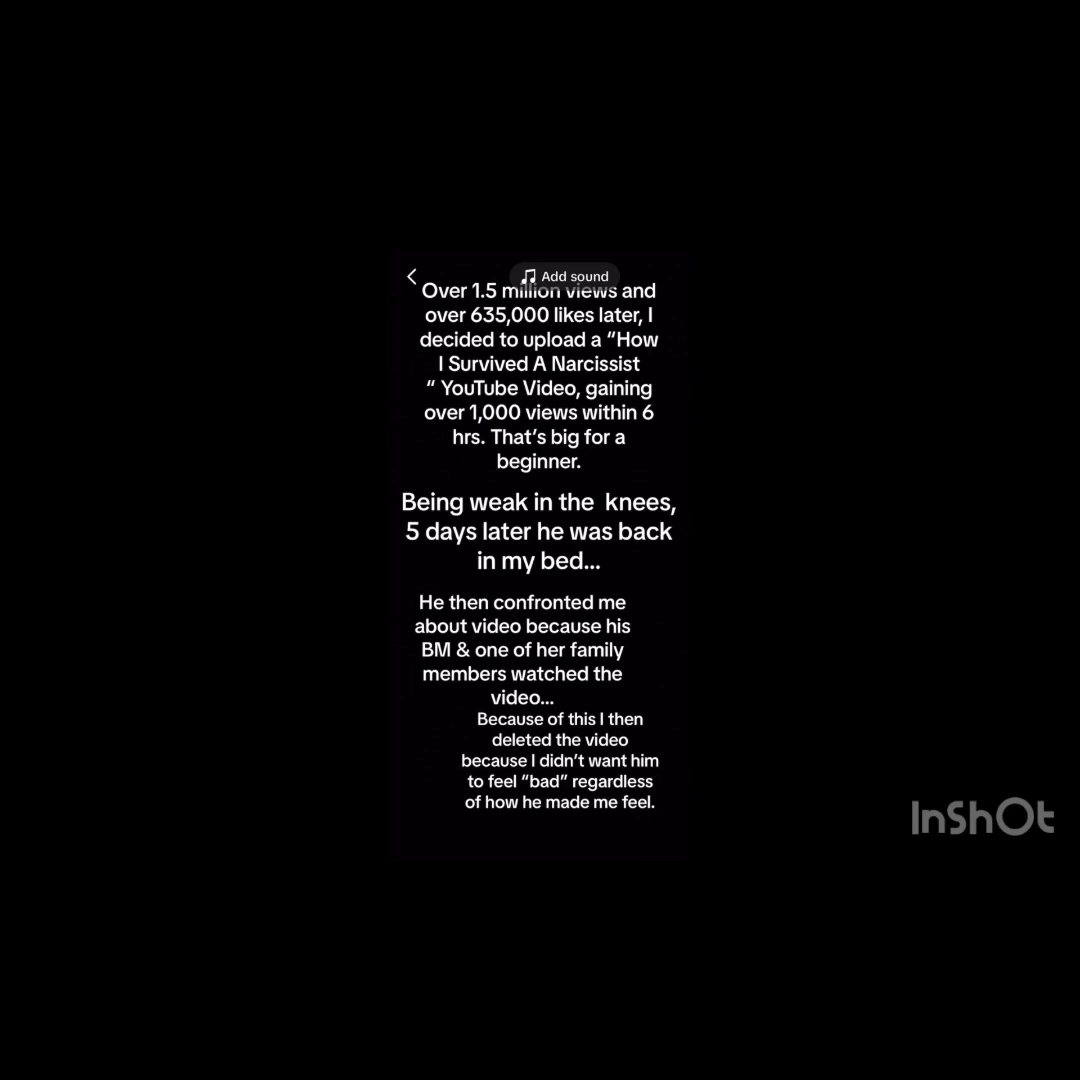 Add sound
Over 1.5 million views and
over 635,000 likes later, I
decided to upload a “How
I Survived A Narcissist
“ YouTube Video, gaining
over 1,000 views within 6
hrs. That’s big for a
beginner.
Being weak in the knees,
5 days later he was back
in my bed...
He then confronted me
about video because his
BM & one of her family
members watched the
video...
Because of this I then
deleted the video
because I didn’t want him
to feel “bad” regardless
of how he made me feel.
InShOt